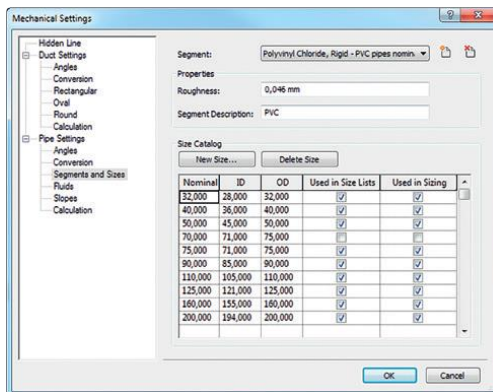 Mechanical Settings
Hidden Line
Duct Settings
Angles
Conversion
Rectangular
Oval
Round
Calculation
Pipe Settings
Angles
Conversion
Segments and Sizes
Fluids
Slopes
Calculation
Segment: Polyvinyl Chloride, Rigid - PVC pipes nomin.
Properties
Roughness: 0,046 mm
Segment Description: PVC
Size Catalog
New Size... Delete Size
Nominal ID OD Used in Size Lists Used in Sizing
32,000 28,000 32,000
40,000 36,000 40,000
50,000 45,000 50,000
70,000 71,000 75,000
75,000 71,000 75,000
90,000 85,000 90,000
110,000 105,000 110,000
125,000 121,000 125,000
160,000 155,000 160,000
200,000 194,000 200,000
OK Cancel